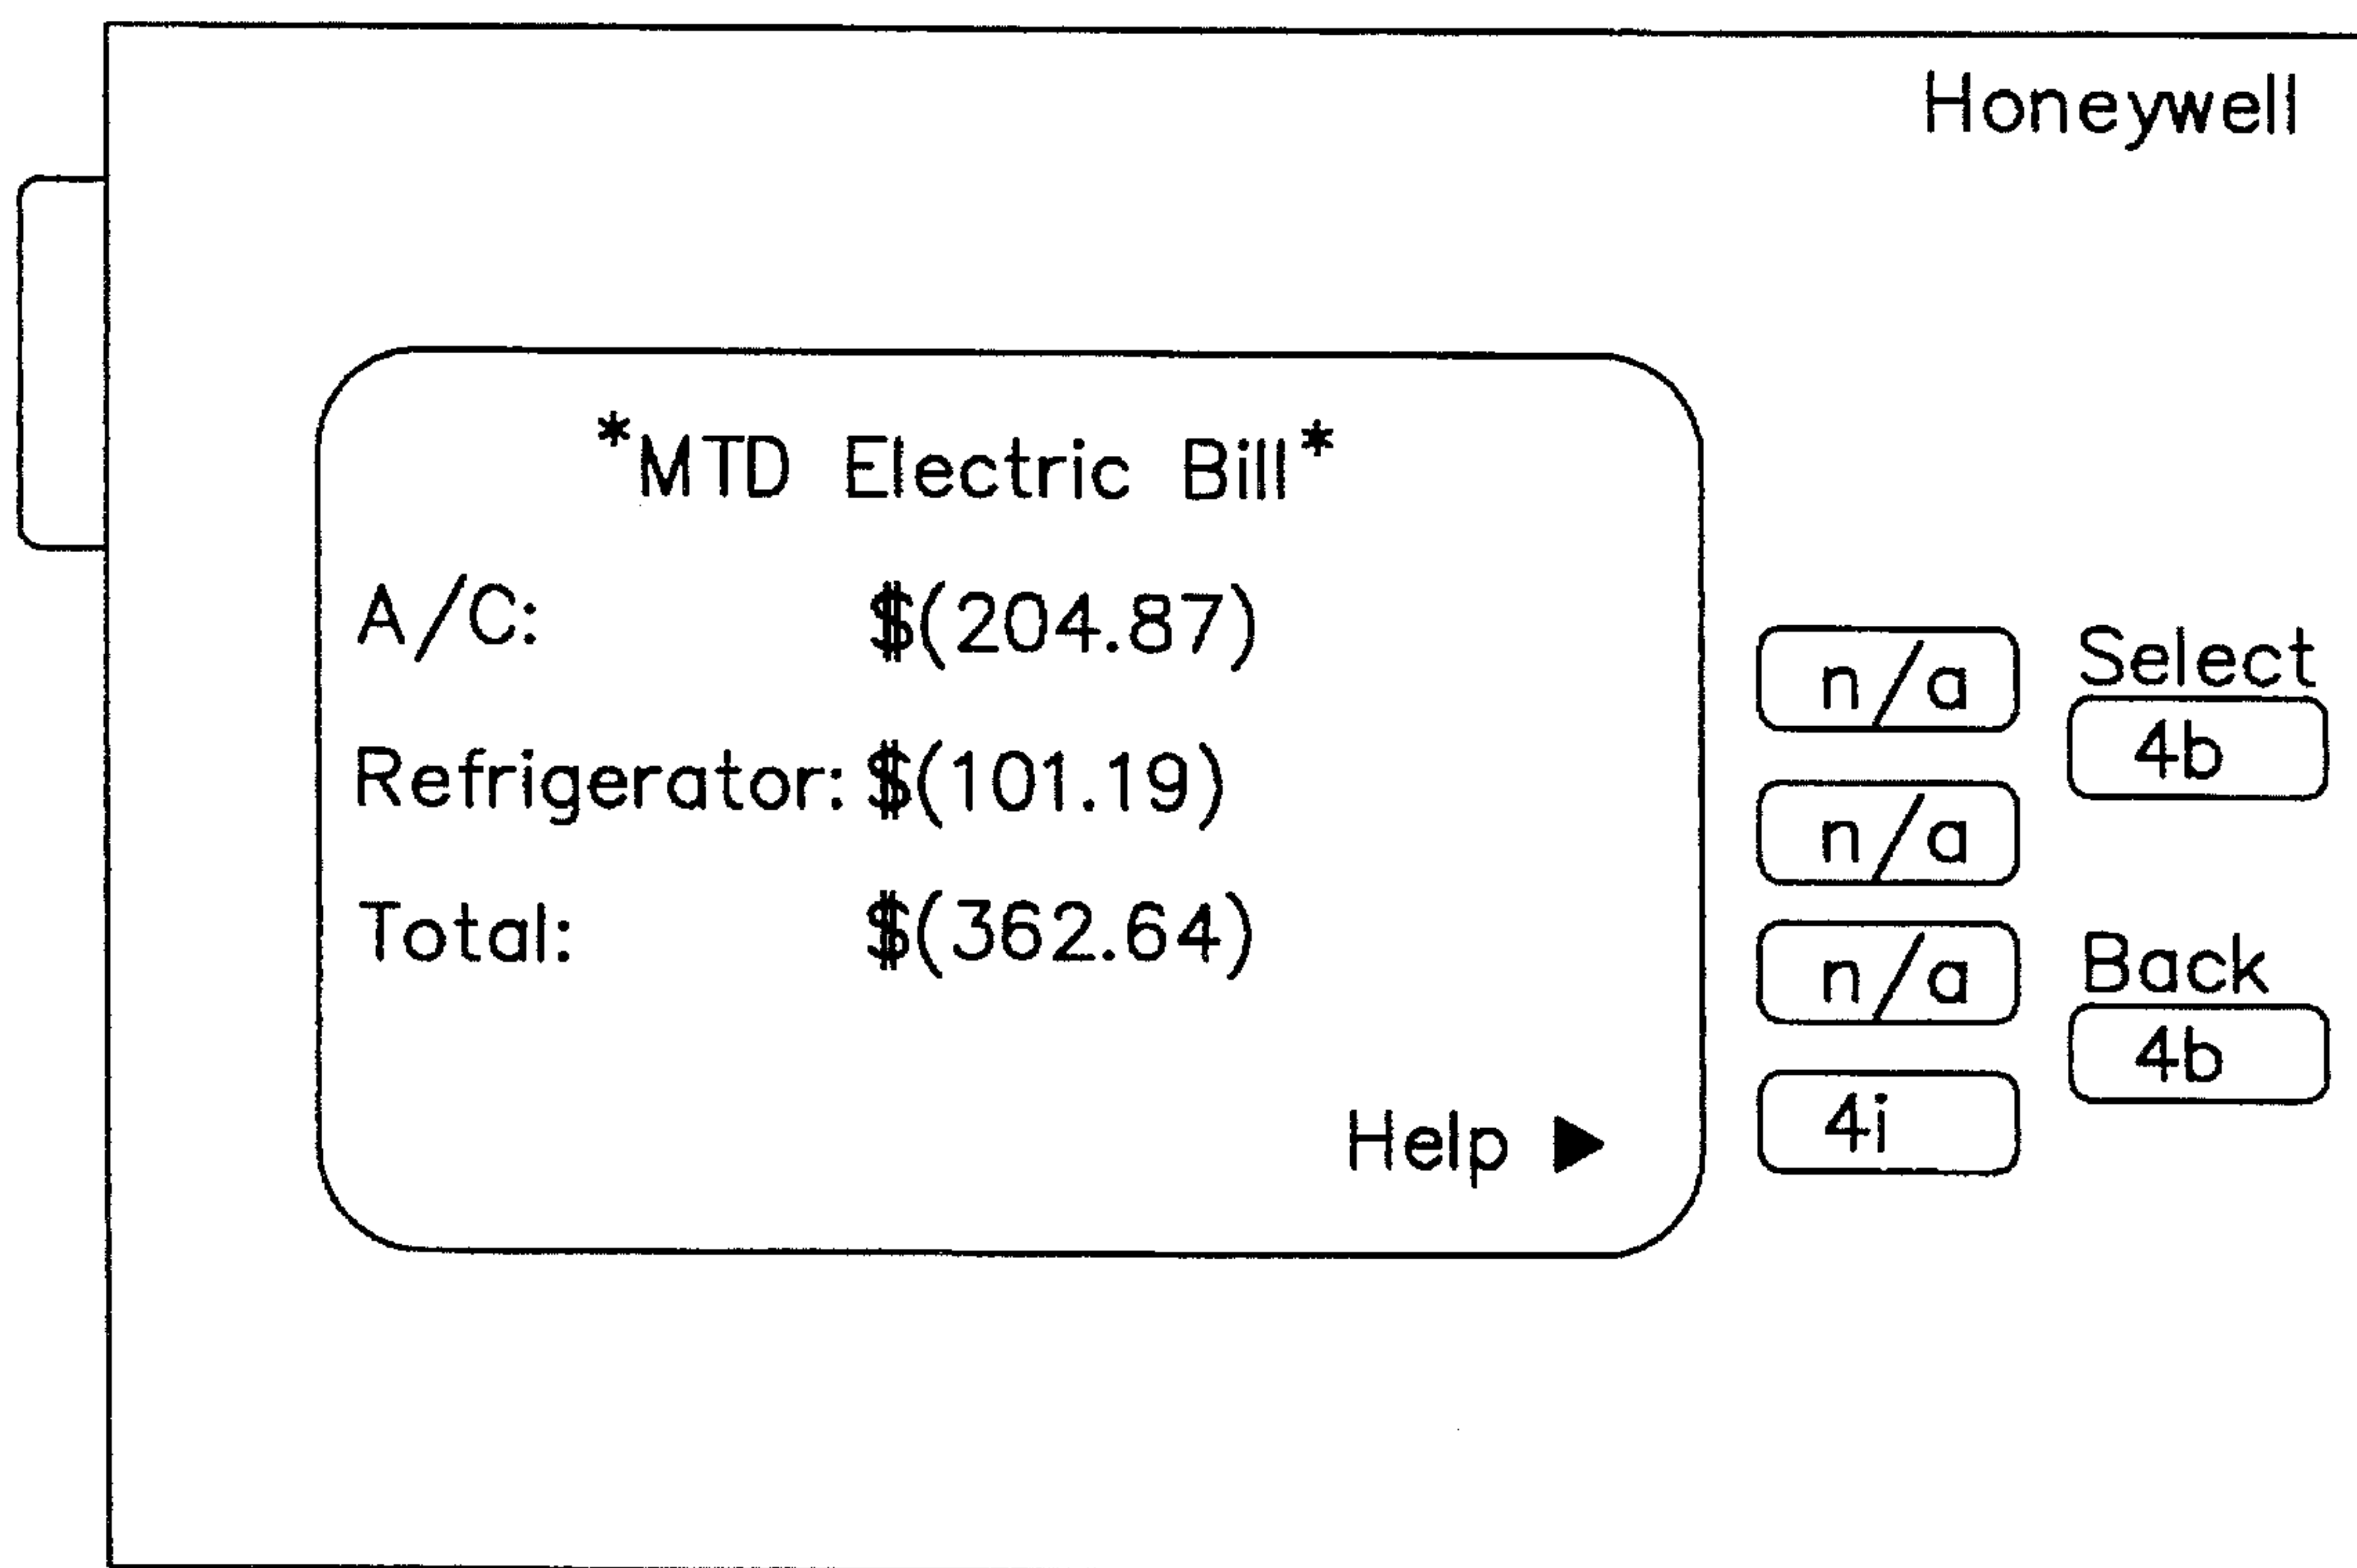 Honeywell
*MTD Electric Bill*
A/C: $(204.87)
Refrigerator: $(101.19)
Total: $(362.64)
Help ▶
n/a
n/a
n/a
4i
Select
4b
Back
4b